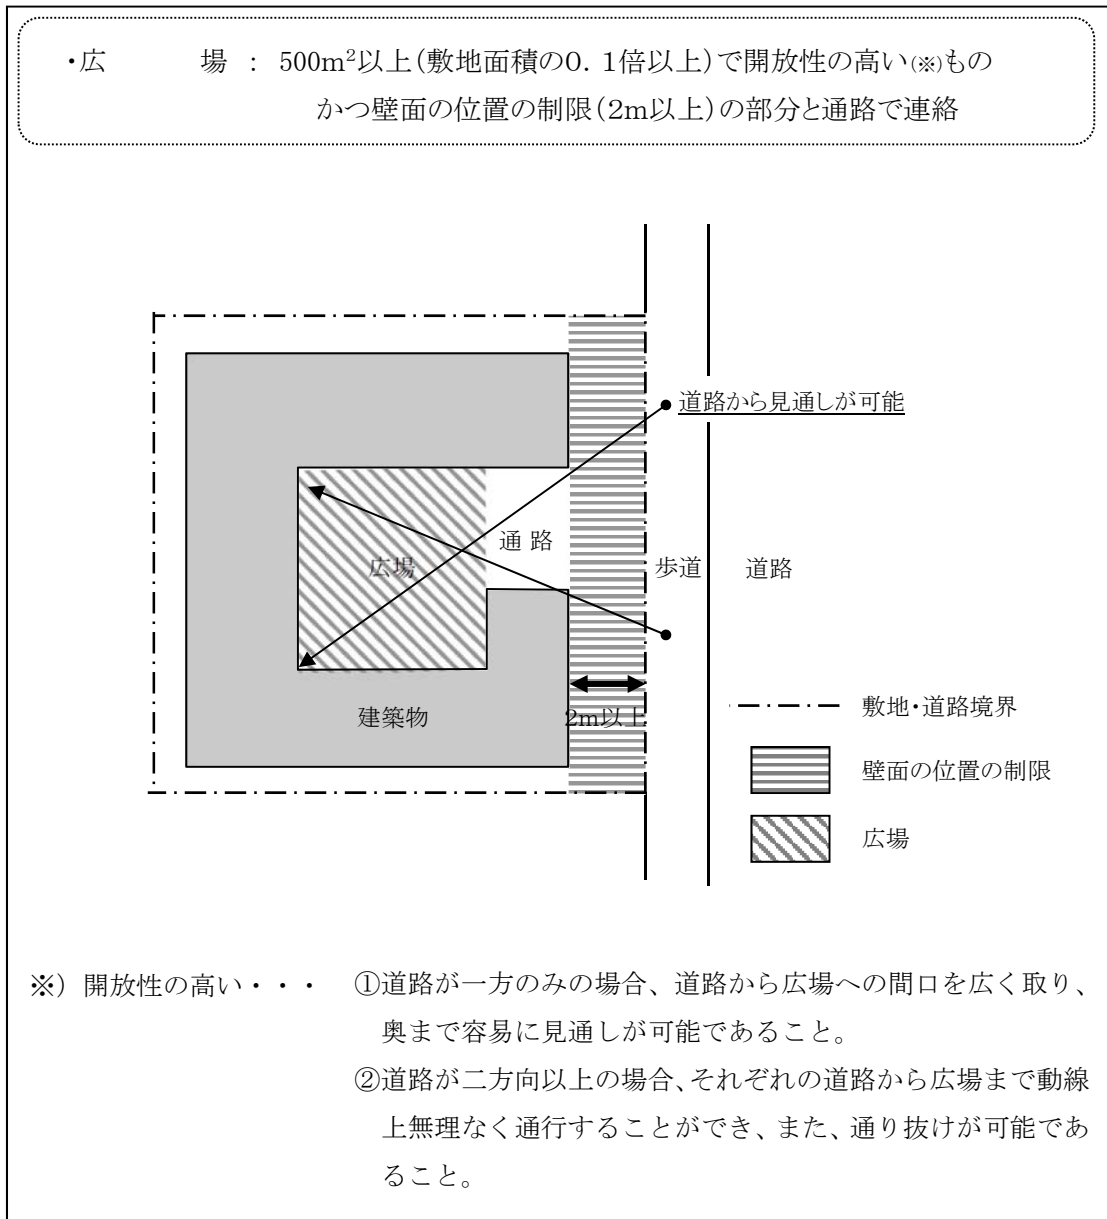 ・広　　　場 ： 500m²以上(敷地面積の0．1倍以上)で開放性の高い(※)もの
かつ壁面の位置の制限(2m以上)の部分と通路で連絡
道路から見通しが可能
通 路
広場
歩道
道路
建築物
2m以上
敷地・道路境界
壁面の位置の制限
広場
※）開放性の高い・・・　①道路が一方のみの場合、道路から広場への間口を広く取り、
奥まで容易に見通しが可能であること。
②道路が二方向以上の場合、それぞれの道路から広場まで動線
上無理なく通行することができ、また、通り抜けが可能であ
ること。